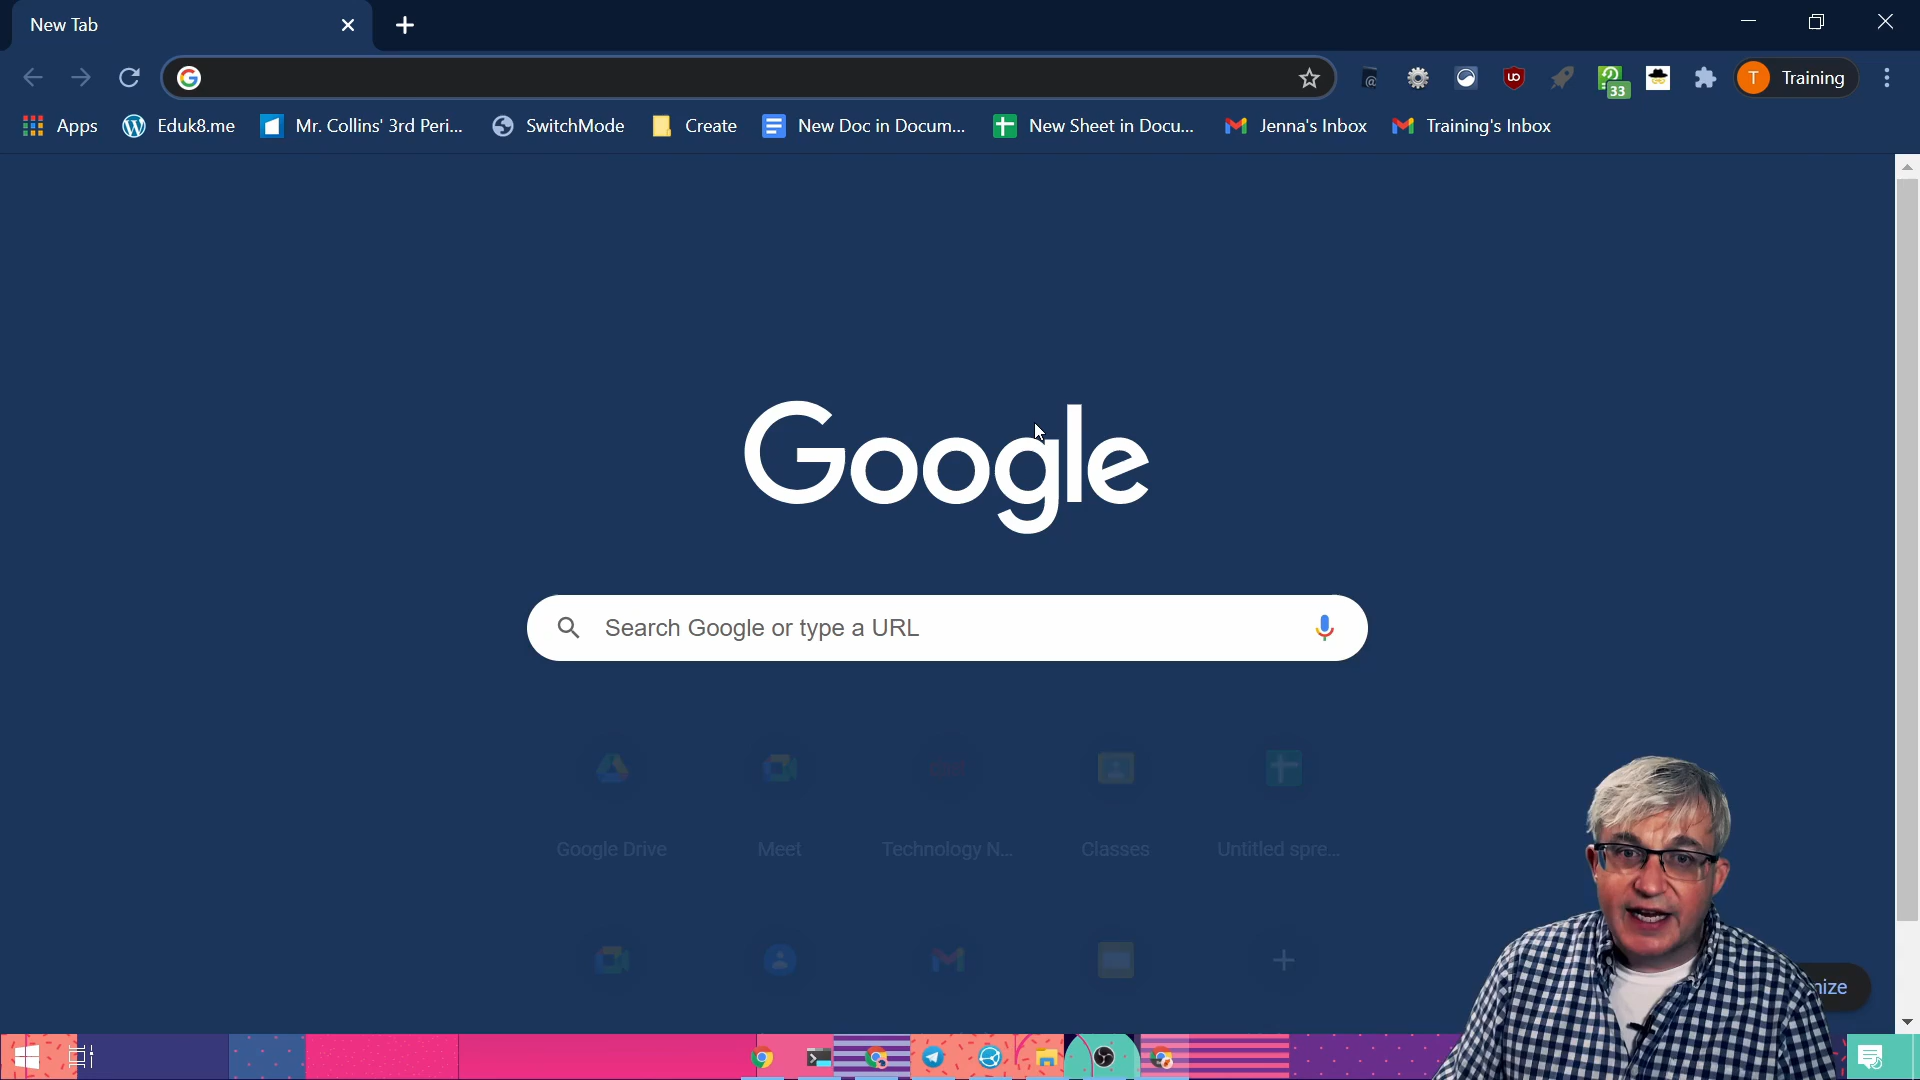 New Tab
Training
33
Apps
Eduk8.me
Mr. Collins' 3rd Peri...
SwitchMode
Create
New Doc in Docum...
New Sheet in Docu...
Jenna's Inbox
Training's Inbox
Google
Search Google or type a URL
Google Drive
Meet
Technology N...
Classes
Untitled spre...
nize